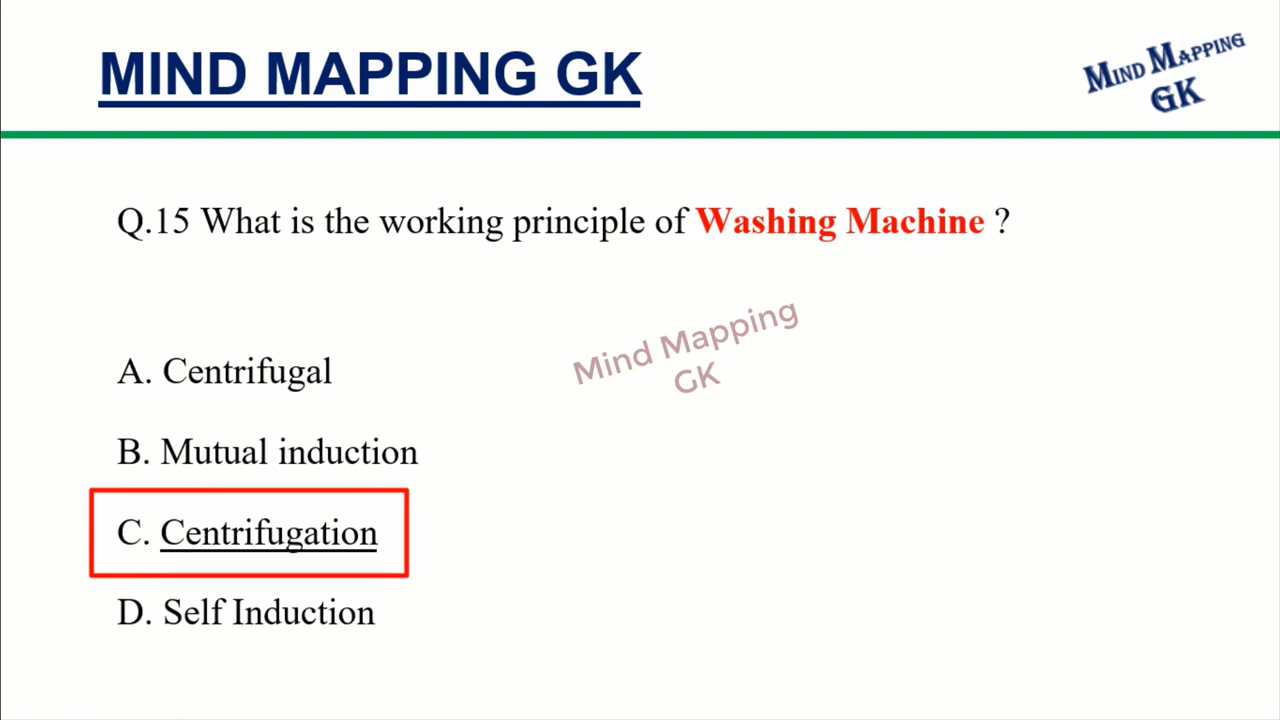 MIND MAPPING GK
MIND MAPPING
GK
Q.15 What is the working principle of Washing Machine ?
Mind Mapping
GK
A. Centrifugal
B. Mutual induction
C. Centrifugation
D. Self Induction